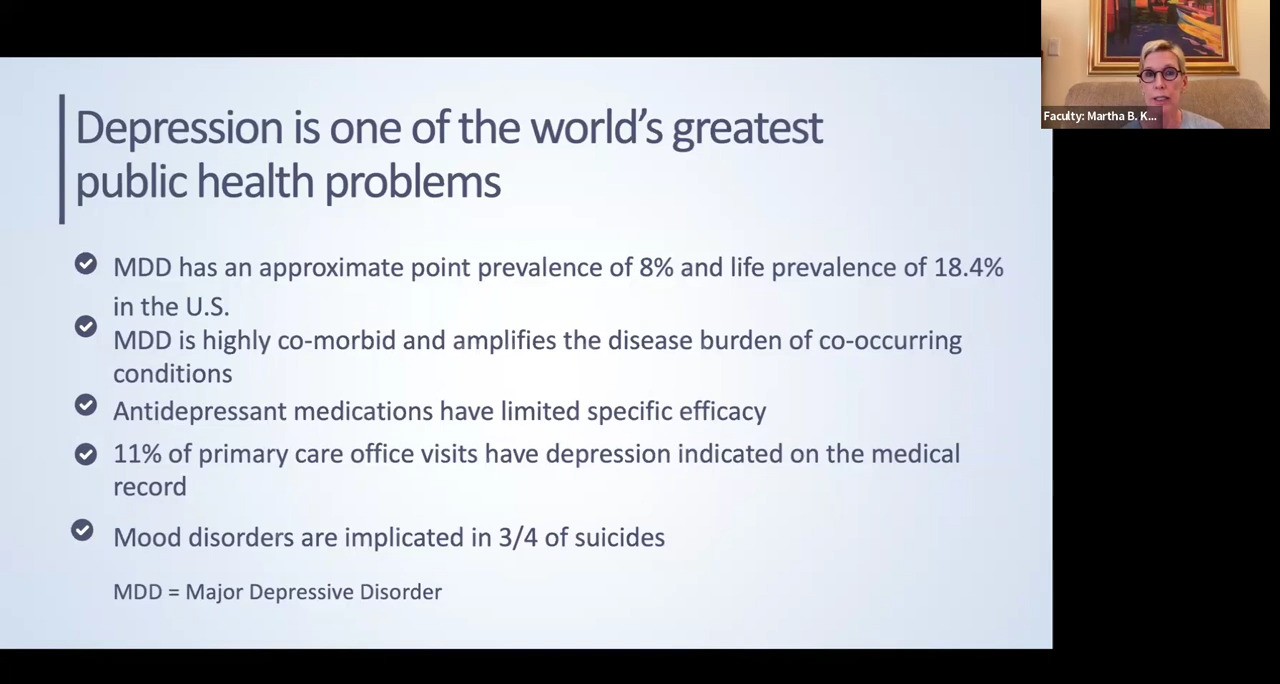 Depression is one of the world’s greatest
public health problems
MDD has an approximate point prevalence of 8% and life prevalence of 18.4%
in the U.S.
MDD is highly co-morbid and amplifies the disease burden of co-occurring
conditions
Antidepressant medications have limited specific efficacy
11% of primary care office visits have depression indicated on the medical
record
Mood disorders are implicated in 3/4 of suicides
MDD = Major Depressive Disorder
Faculty: Martha B. K...